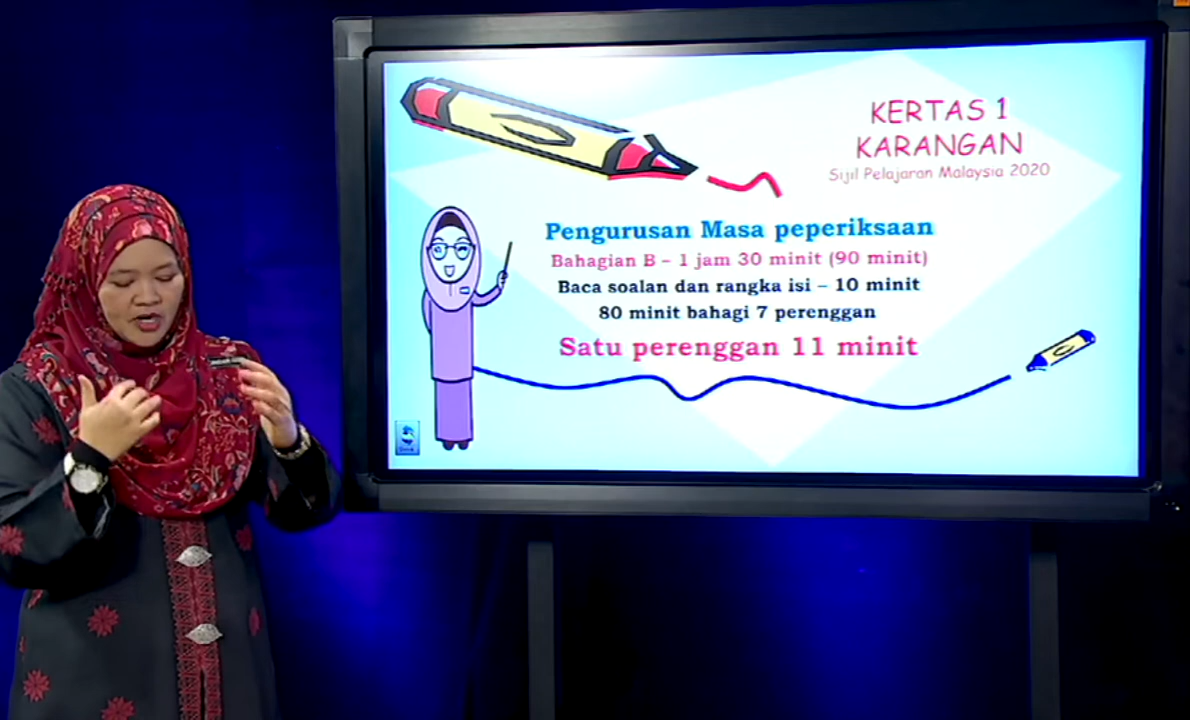 KERTAS 1
KARANGAN
Sijil Pelajaran Malaysia 2020
Pengurusan Masa peperiksaan
Bahagian B – 1 jam 30 minit (90 minit)
Baca soalan dan rangka isi – 10 minit
80 minit bahagi 7 perenggan
Satu perenggan 11 minit